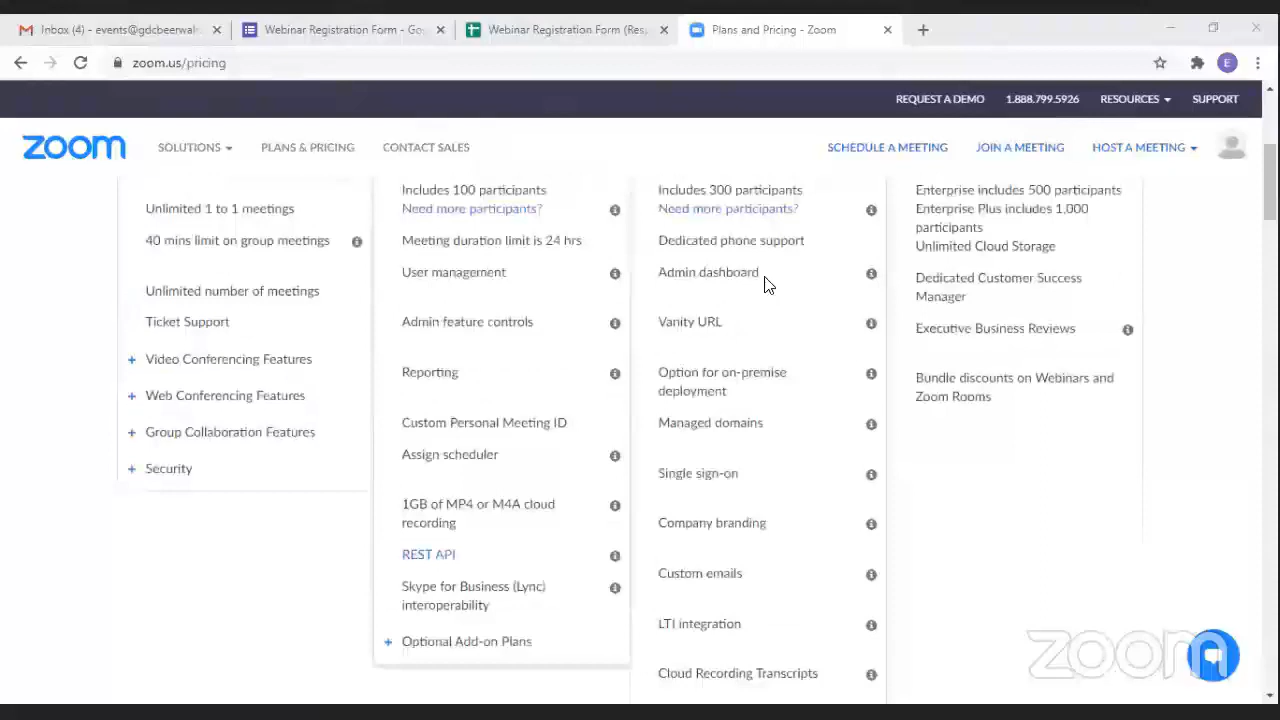 Inbox (4) - events@gdcbeerwal
Webinar Registration Form - Go
Webinar Registration Form (Res
Plans and Pricing - Zoom
zoom.us/pricing
E
REQUEST A DEMO
1.888.799.5926
RESOURCES
SUPPORT
zoom
SOLUTIONS
PLANS & PRICING
CONTACT SALES
SCHEDULE A MEETING
JOIN A MEETING
HOST A MEETING
Unlimited 1 to 1 meetings
40 mins limit on group meetings
Unlimited number of meetings
Ticket Support
+ Video Conferencing Features
+ Web Conferencing Features
+ Group Collaboration Features
+ Security
Includes 100 participants
Need more participants?
Meeting duration limit is 24 hrs
User management
Admin feature controls
Reporting
Custom Personal Meeting ID
Assign scheduler
1GB of MP4 or M4A cloud
recording
REST API
Skype for Business (Lync)
interoperability
+ Optional Add-on Plans
Includes 300 participants
Need more participants?
Dedicated phone support
Admin dashboard
Vanity URL
Option for on-premise
deployment
Managed domains
Single sign-on
Company branding
Custom emails
LTI integration
Cloud Recording Transcripts
Enterprise includes 500 participants
Enterprise Plus includes 1,000
participants
Unlimited Cloud Storage
Dedicated Customer Success
Manager
Executive Business Reviews
Bundle discounts on Webinars and
Zoom Rooms
zoom